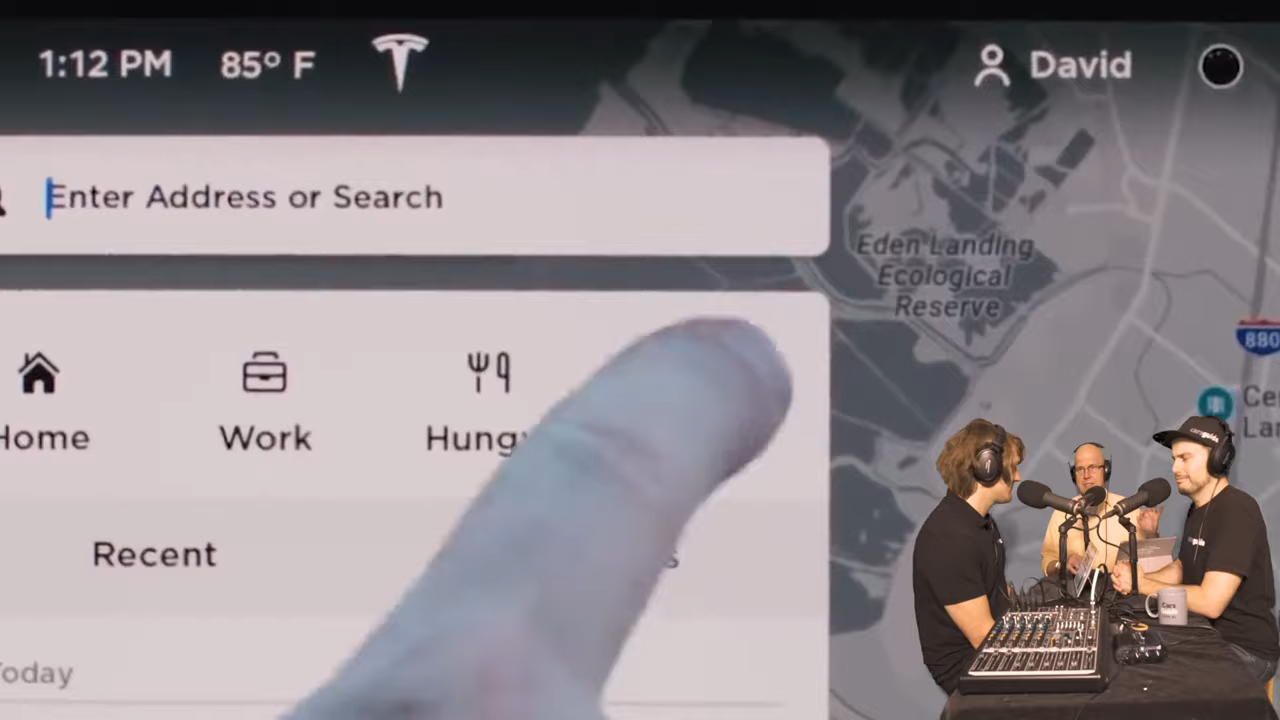 1:12 PM 85° F
David
Enter Address or Search
Eden Landing
Ecological
Reserve
880
Home
Work
Recent